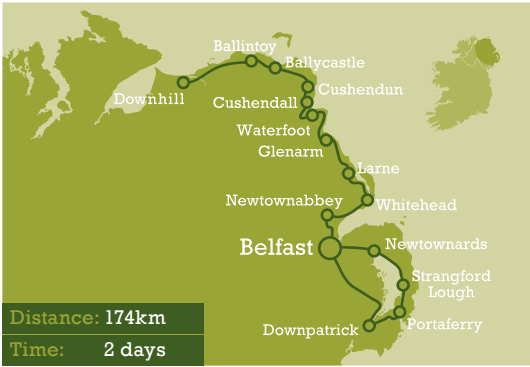 Ballintoy
Ballycastle
Cushendun
Downhill
Cushendall
Waterfoot
Glenarm
Larne
Newtownabbey
Whitehead
Belfast
Newtownards
Strangford
Lough
Portaferry
Downpatrick
Distance: 174km
Time: 2 days